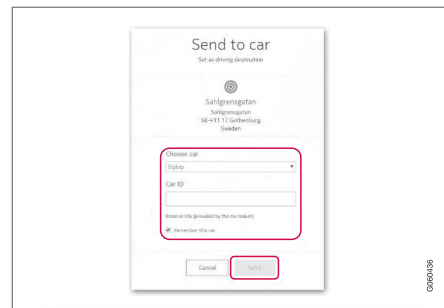 Send to car
Set as driving destination
Sahlgrensgatan
Sahlgrensgatan
SE-411 17 Gothenburg
Sweden
Choose car
Volvo
Car ID
Email or VIN (provided by the car maker).
Remember this car
Cancel
Send
G060436